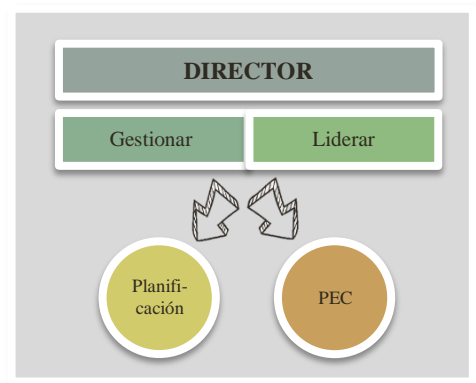 DIRECTOR
Gestionar
Liderar
Planifi-
cación
PEC